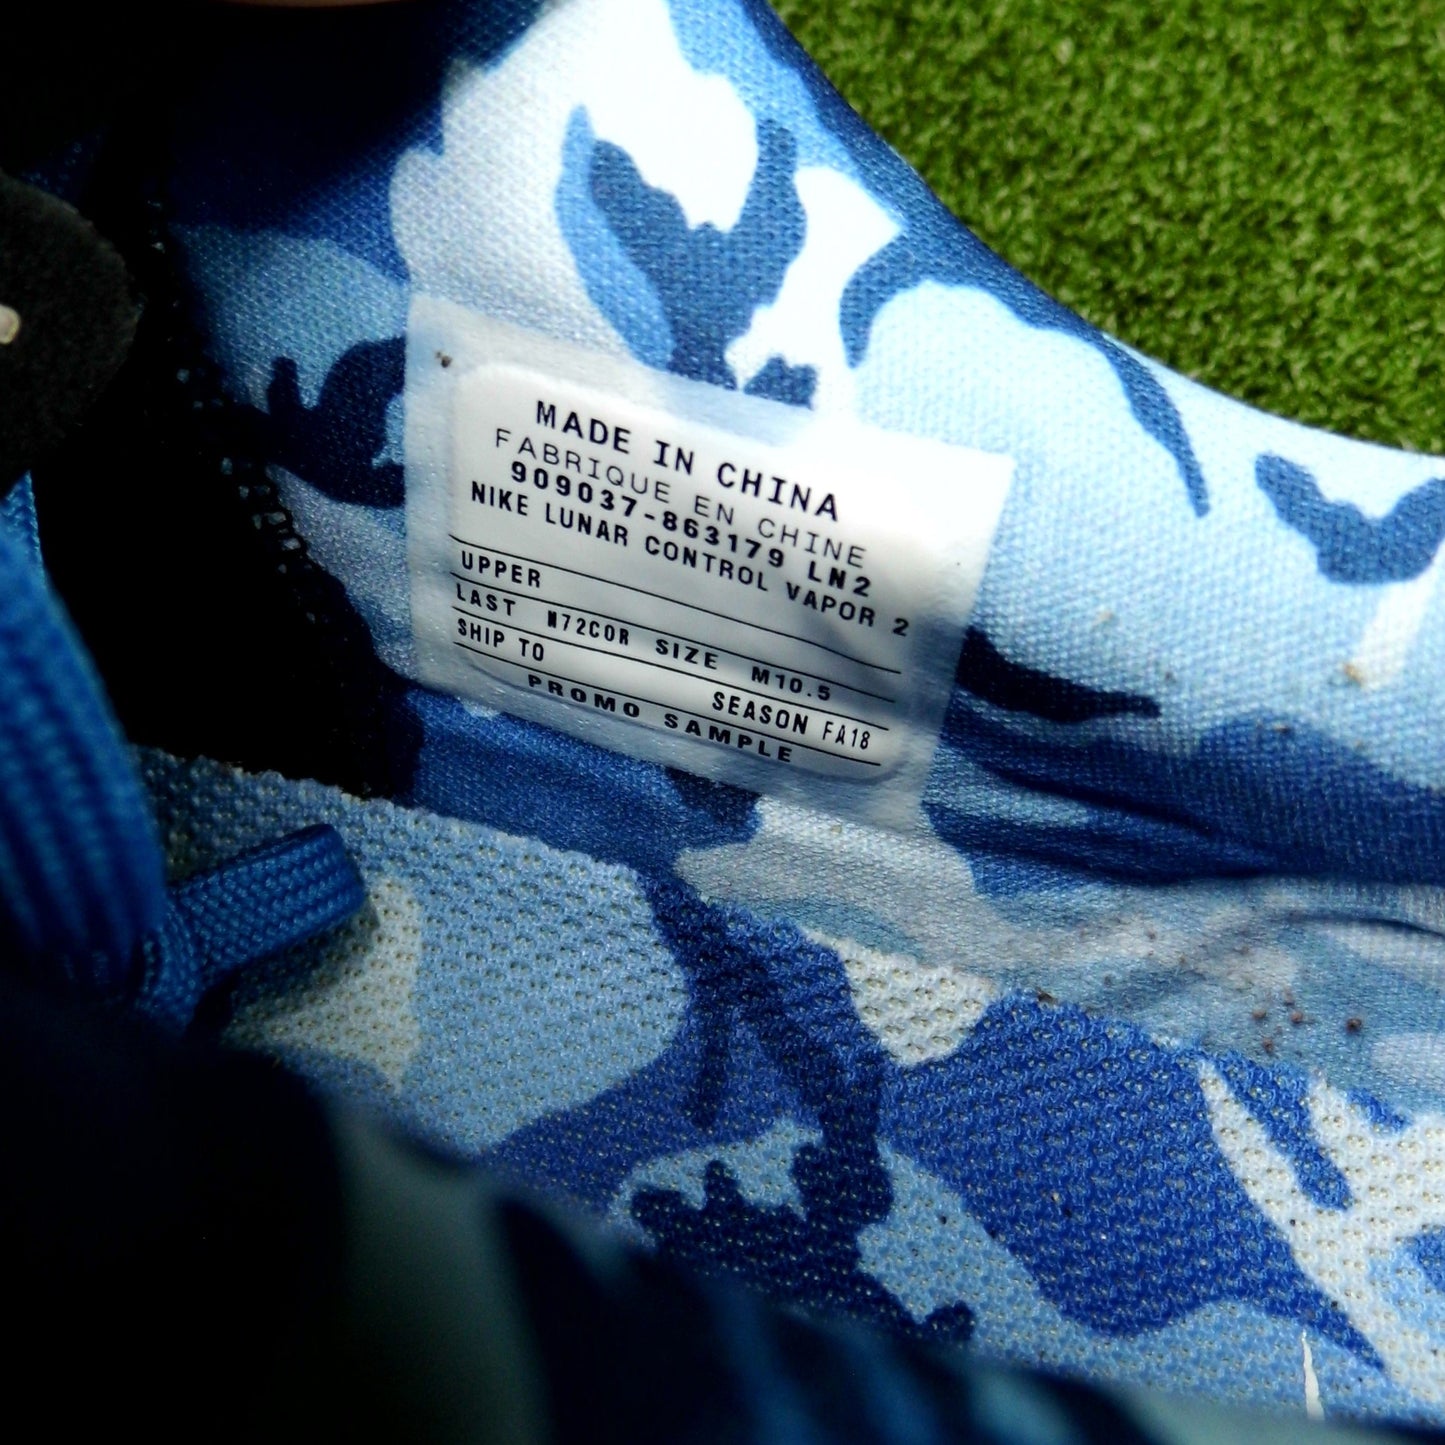 MADE IN CHINA
FABRIQUE EN CHINE
909037-863179 LN2
NIKE LUNAR CONTROL VAPOR 2
UPPER
LAST N72COR SIZE M10.5
SHIP TO SEASON FA18
PROMO SAMPLE